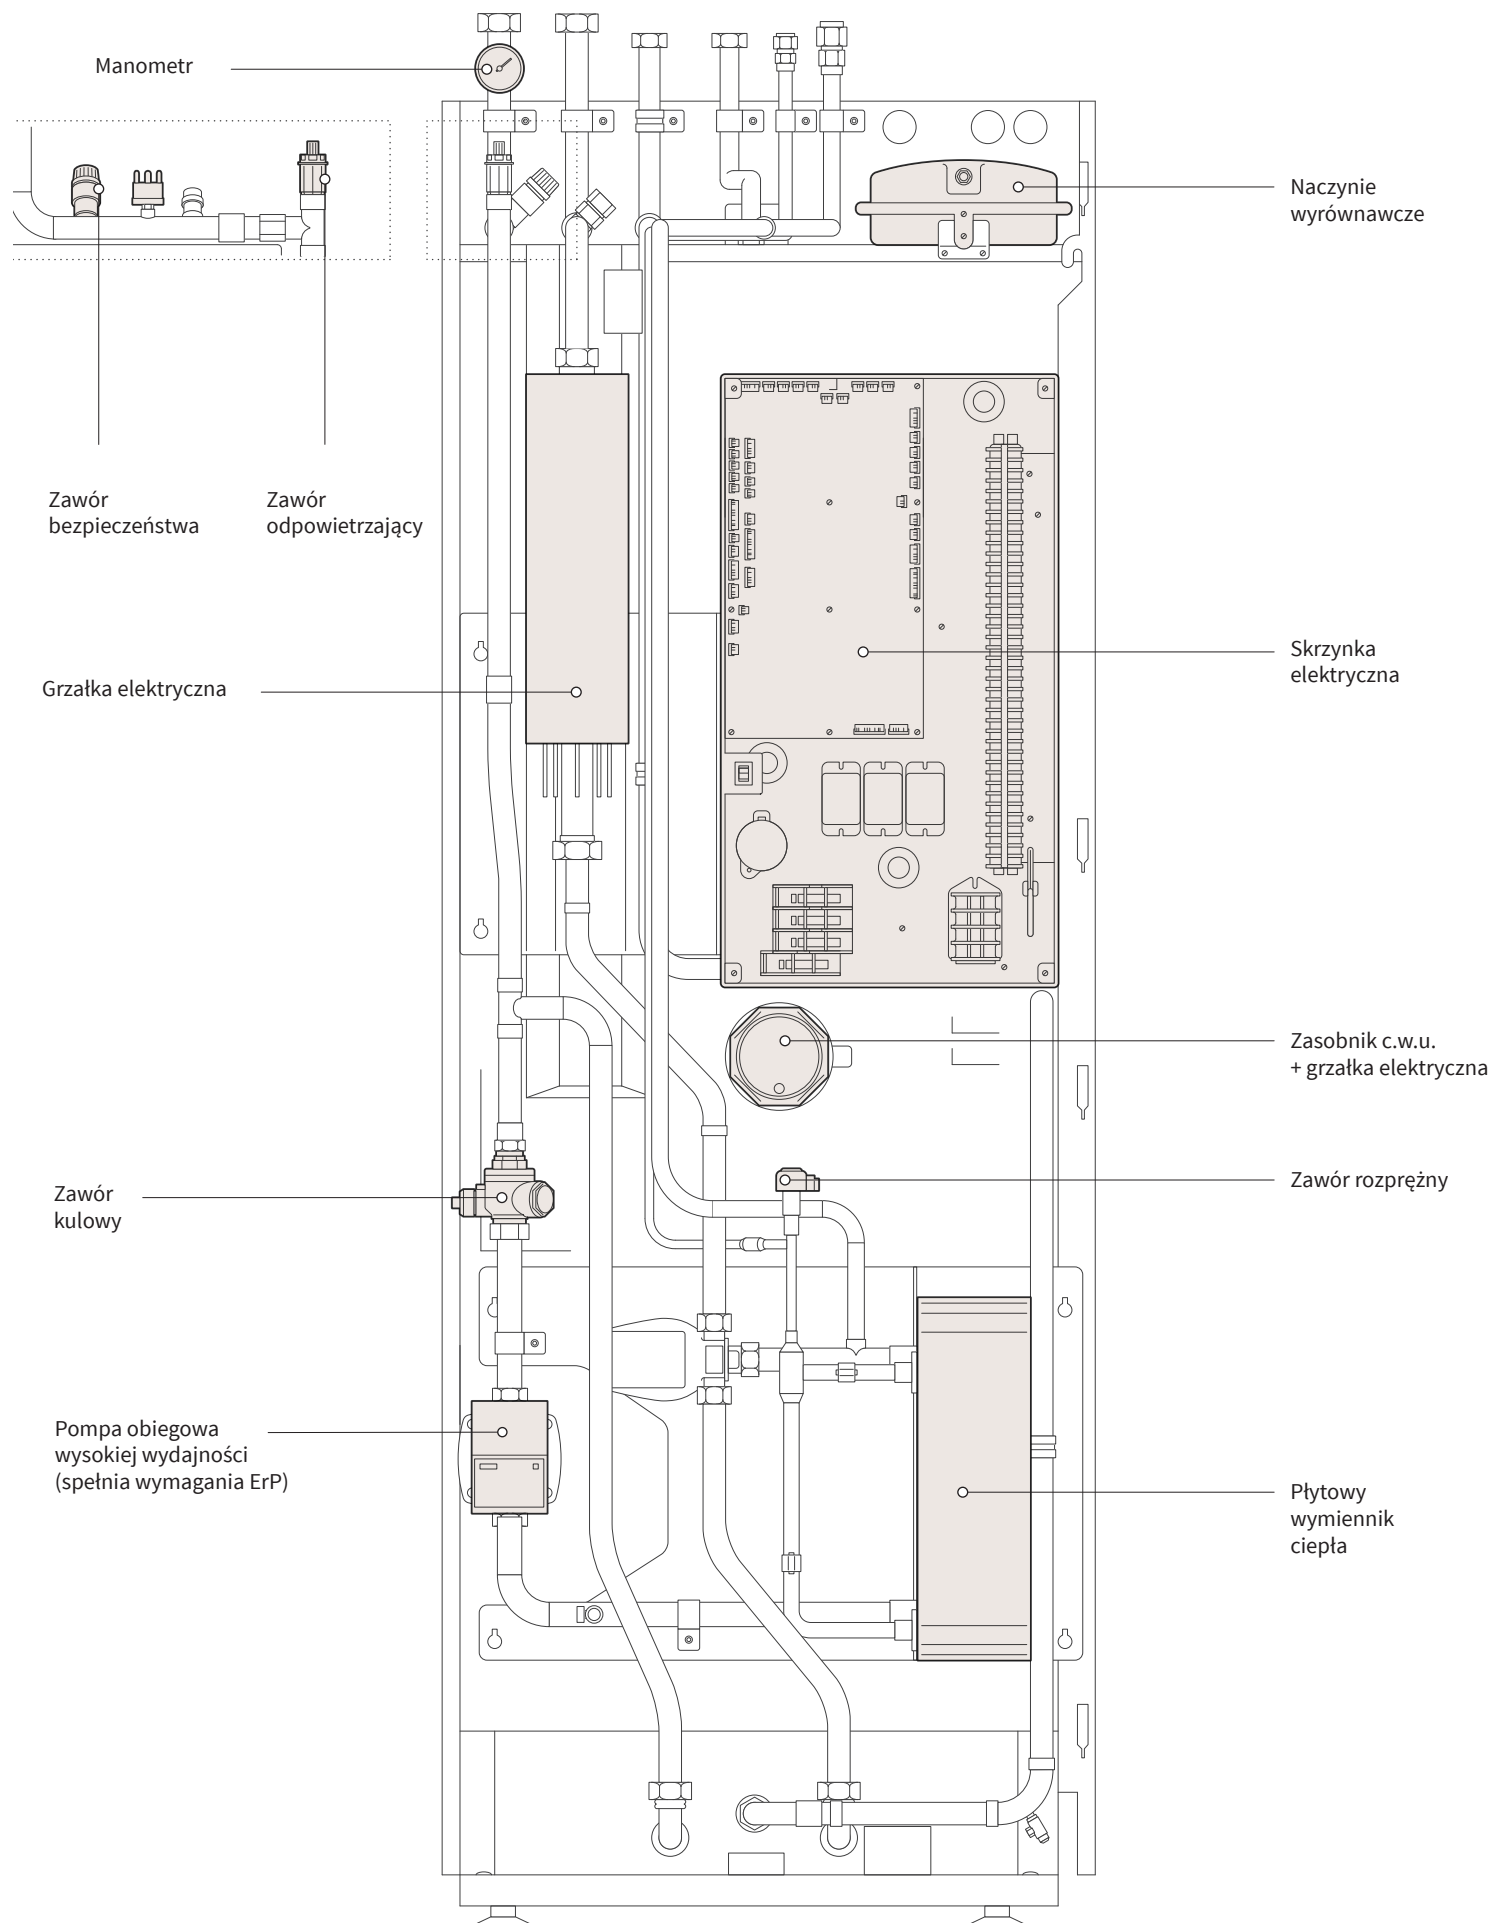 Manometr
Naczynie
wyrównawcze
Zawór
bezpieczeństwa
Zawór
odpowietrzający
Skrzynka
elektryczna
Grzałka elektryczna
Zasobnik c.w.u.
+ grzałka elektryczna
Zawór rozprężny
Zawór
kulowy
Pompa obiegowa
wysokiej wydajności
(spełnia wymagania ErP)
Płytowy
wymiennik
ciepła